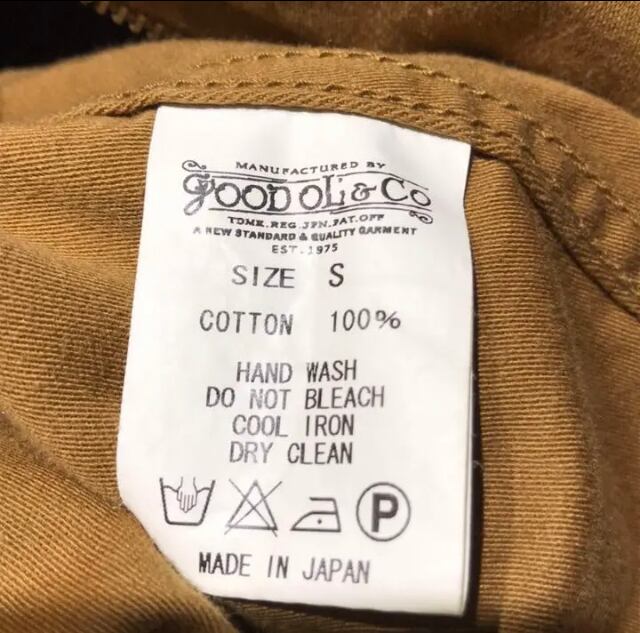 MANUFACTURED BY
GOOD OL' & CO
TDMK.REG.JPN.PAT.OFF
A NEW STANDARD & QUALITY GARMENT
EST.1975
SIZE S
COTTON 100%
HAND WASH
DO NOT BLEACH
COOL IRON
DRY CLEAN
P
MADE IN JAPAN